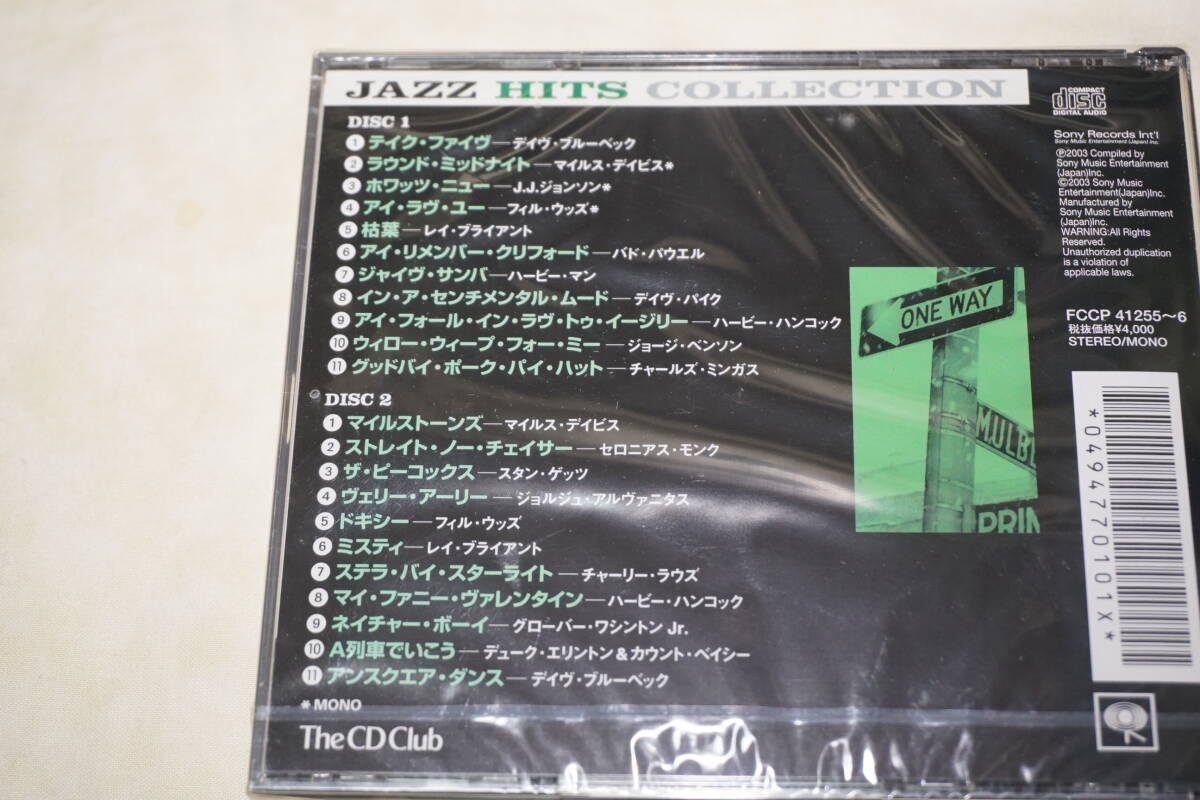 JAZZ HITS COLLECTION
DISC 1
1 テイク・ファイヴ—デイヴ・ブルーベック
2 ラウンド・ミッドナイト—マイルス・デイビス*
3 ホワッツ・ニュー—J.J.ジョンソン*
4 アイ・ラヴ・ユー—フィル・ウッズ*
5 枯葉—レイ・ブライアント
6 アイ・リメンバー・クリフォード—バド・パウエル
7 ジャイヴ・サンバ—ハービー・マン
8 イン・ア・センチメンタル・ムード—デイヴ・パイク
9 アイ・フォール・イン・ラヴ・トゥ・イージリー—ハービー・ハンコック
10 ウィロー・ウィープ・フォー・ミー—ジョージ・ベンソン
11 グッドバイ・ポーク・パイ・ハット—チャールズ・ミンガス
DISC 2
1 マイルストーンズ—マイルス・デイビス
2 ストレイト・ノー・チェイサー—セロニアス・モンク
3 ザ・ピーコックス—スタン・ゲッツ
4 ヴェリー・アーリー—ジョルジュ・アルヴァニタス
5 ドキシー—フィル・ウッズ
6 ミスティ—レイ・ブライアント
7 ステラ・バイ・スターライト—チャーリー・ラウズ
8 マイ・ファニー・ヴァレンタイン—ハービー・ハンコック
9 ネイチャー・ボーイ—グローバー・ワシントン Jr.
10 A列車でいこう—デューク・エリントン&カウント・ベイシー
11 アンスクエア・ダンス—デイヴ・ブルーベック
*MONO
The CD Club
COMPACT
disc
DIGITAL AUDIO
Sony Records Int'l
Sony Music Entertainment (Japan) Inc.
℗2003 Compiled by
Sony Music Entertainment
(Japan)Inc.
©2003 Sony Music
Entertainment(Japan)Inc.
Manufactured by
Sony Music Entertainment
(Japan)Inc.
WARNING:All Rights
Reserved.
Unauthorized duplication
is a violation of
applicable laws.
FCCP 41255〜6
税抜価格¥4,000
STEREO/MONO
ONE WAY
MULB
PRIN
*049477010 1X*